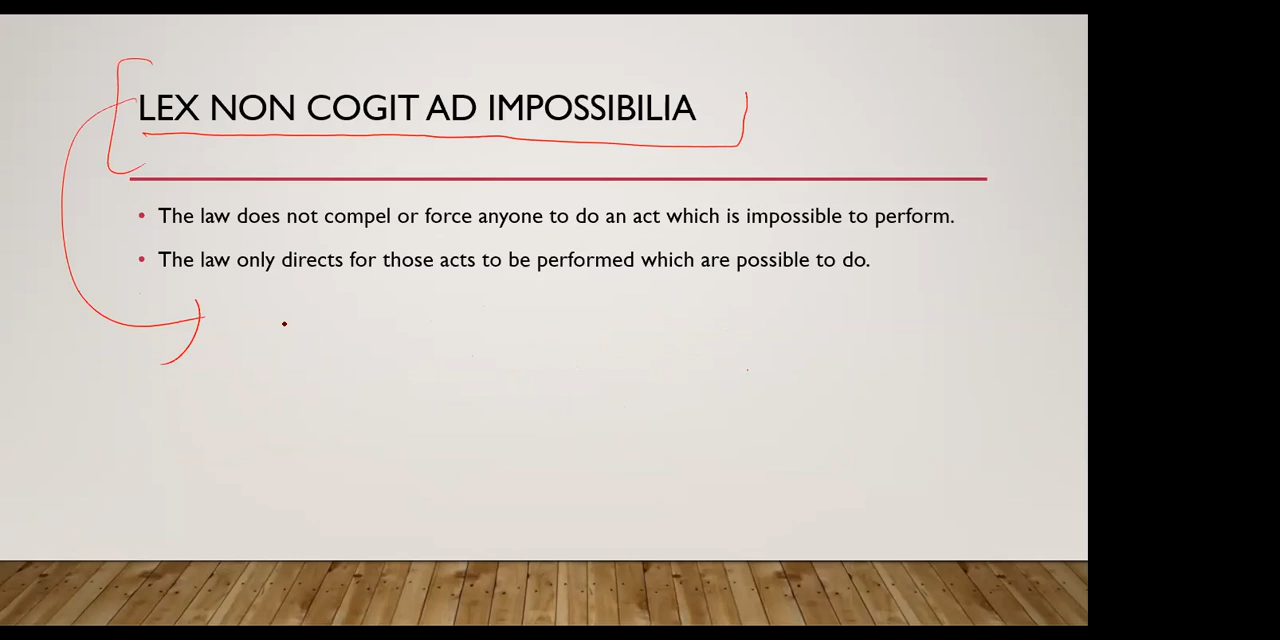 LEX NON COGIT AD IMPOSSIBILIA
• The law does not compel or force anyone to do an act which is impossible to perform.
• The law only directs for those acts to be performed which are possible to do.